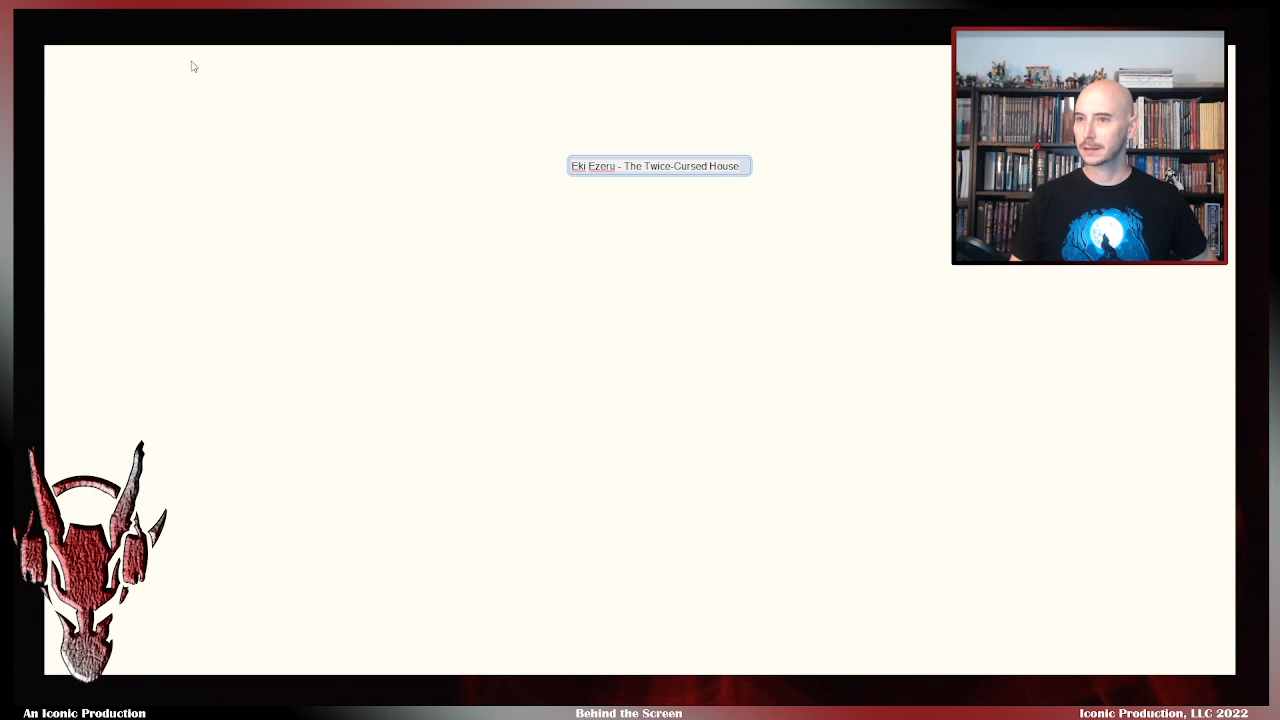 Eki Ezeru - The Twice-Cursed House
An Iconic Production
Behind the Screen
Iconic Production, LLC 2022